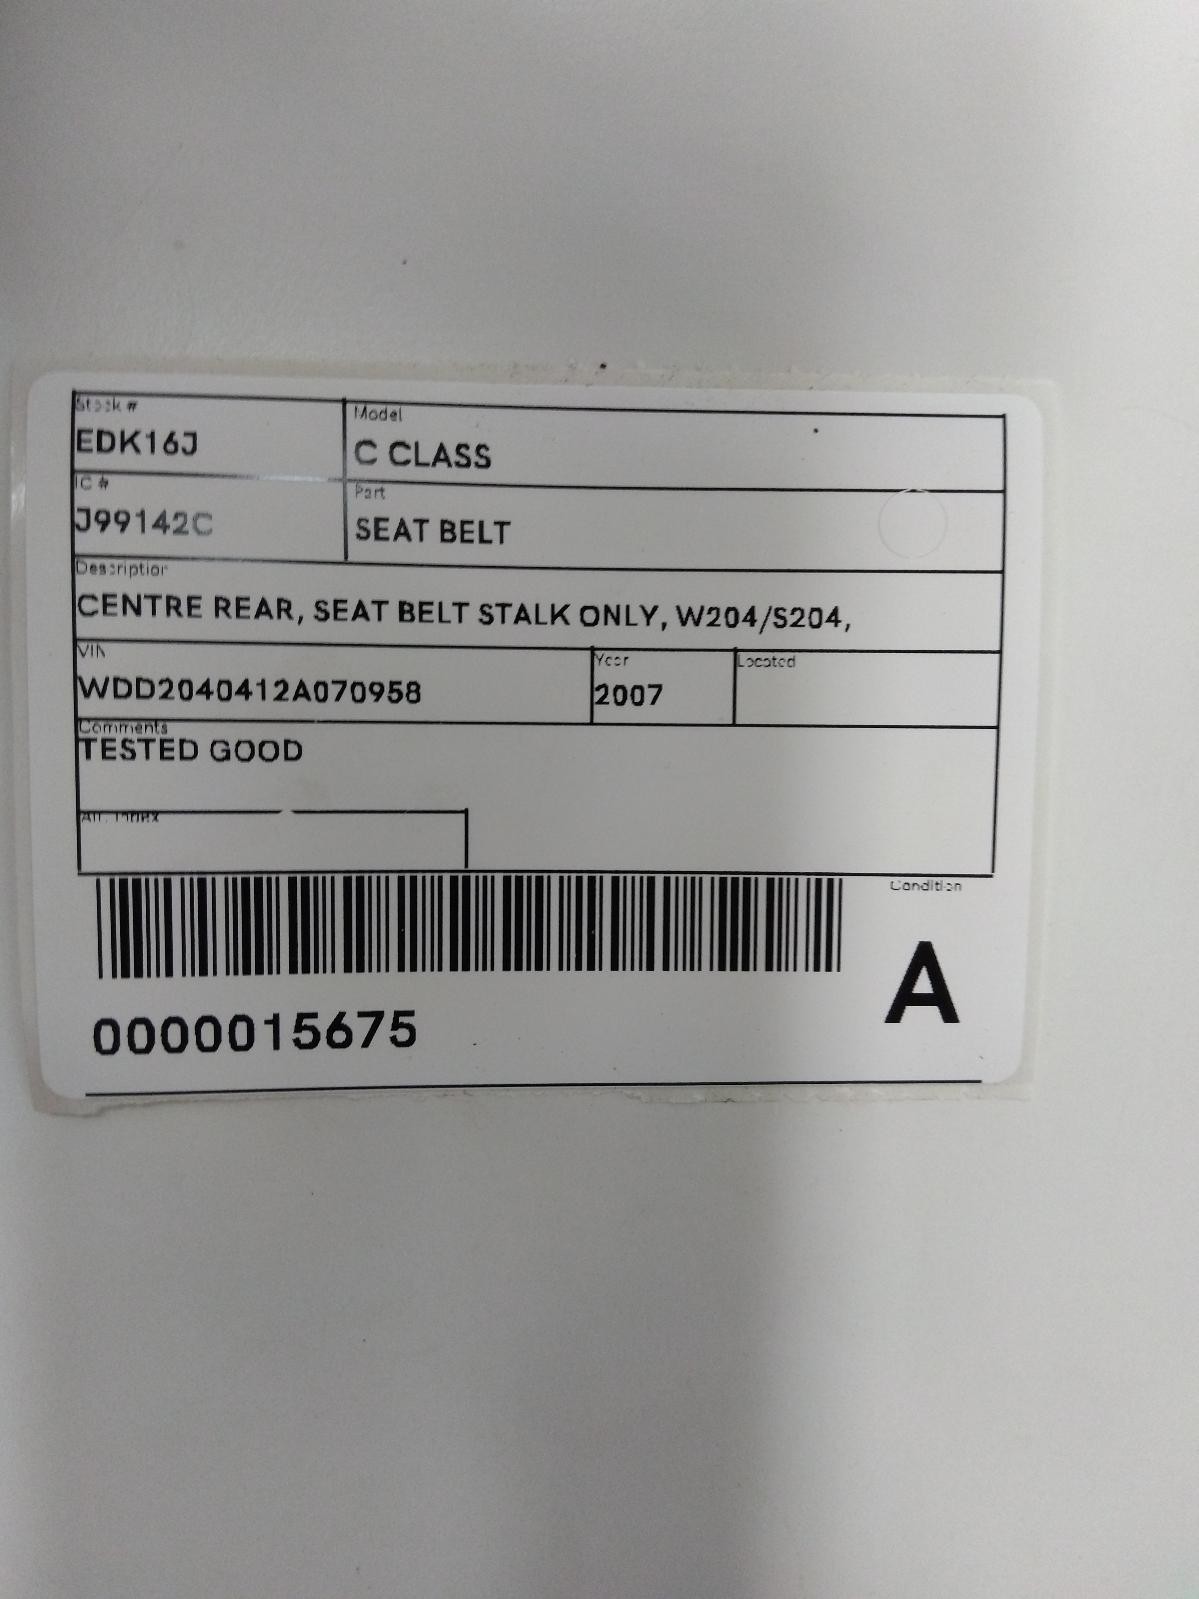 Stock #
EDK16J
Model
C CLASS
IC #
J99142C
Part
SEAT BELT
Description
CENTRE REAR, SEAT BELT STALK ONLY, W204/S204,
VIN
WDD2040412A070958
Year
2007
Located
Comments
TESTED GOOD
0000015675
Condition
A